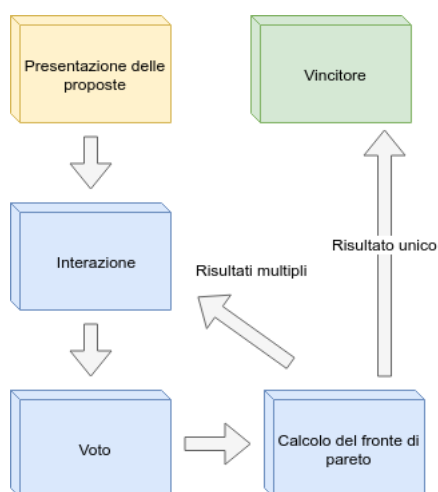 Presentazione delle
proposte
Vincitore
Interazione
Risultati multipli
Risultato unico
Voto
Calcolo del fronte di
pareto